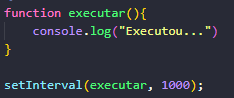 function executar(){
    console.log("Executou...")
}

setInterval(executar, 1000);